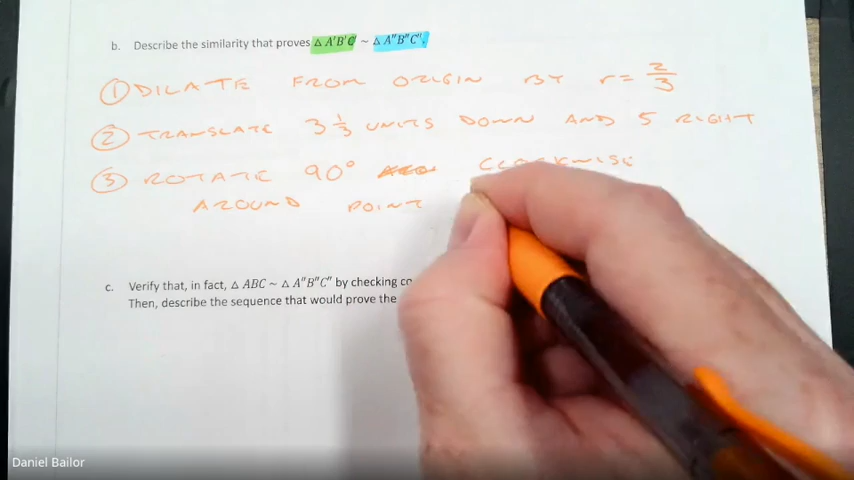 b. Describe the similarity that proves △ A'B'C' ~ △ A''B''C''.
① DILATE FROM ORIGIN BY r = 2/3
② TRANSLATE 3 1/3 UNITS DOWN AND 5 RIGHT
③ ROTATE 90° CLOCKWISE
AROUND POINT
c. Verify that, in fact, △ ABC ~ △ A''B''C'' by checking
Then, describe the sequence that would prove the
Daniel Bailor